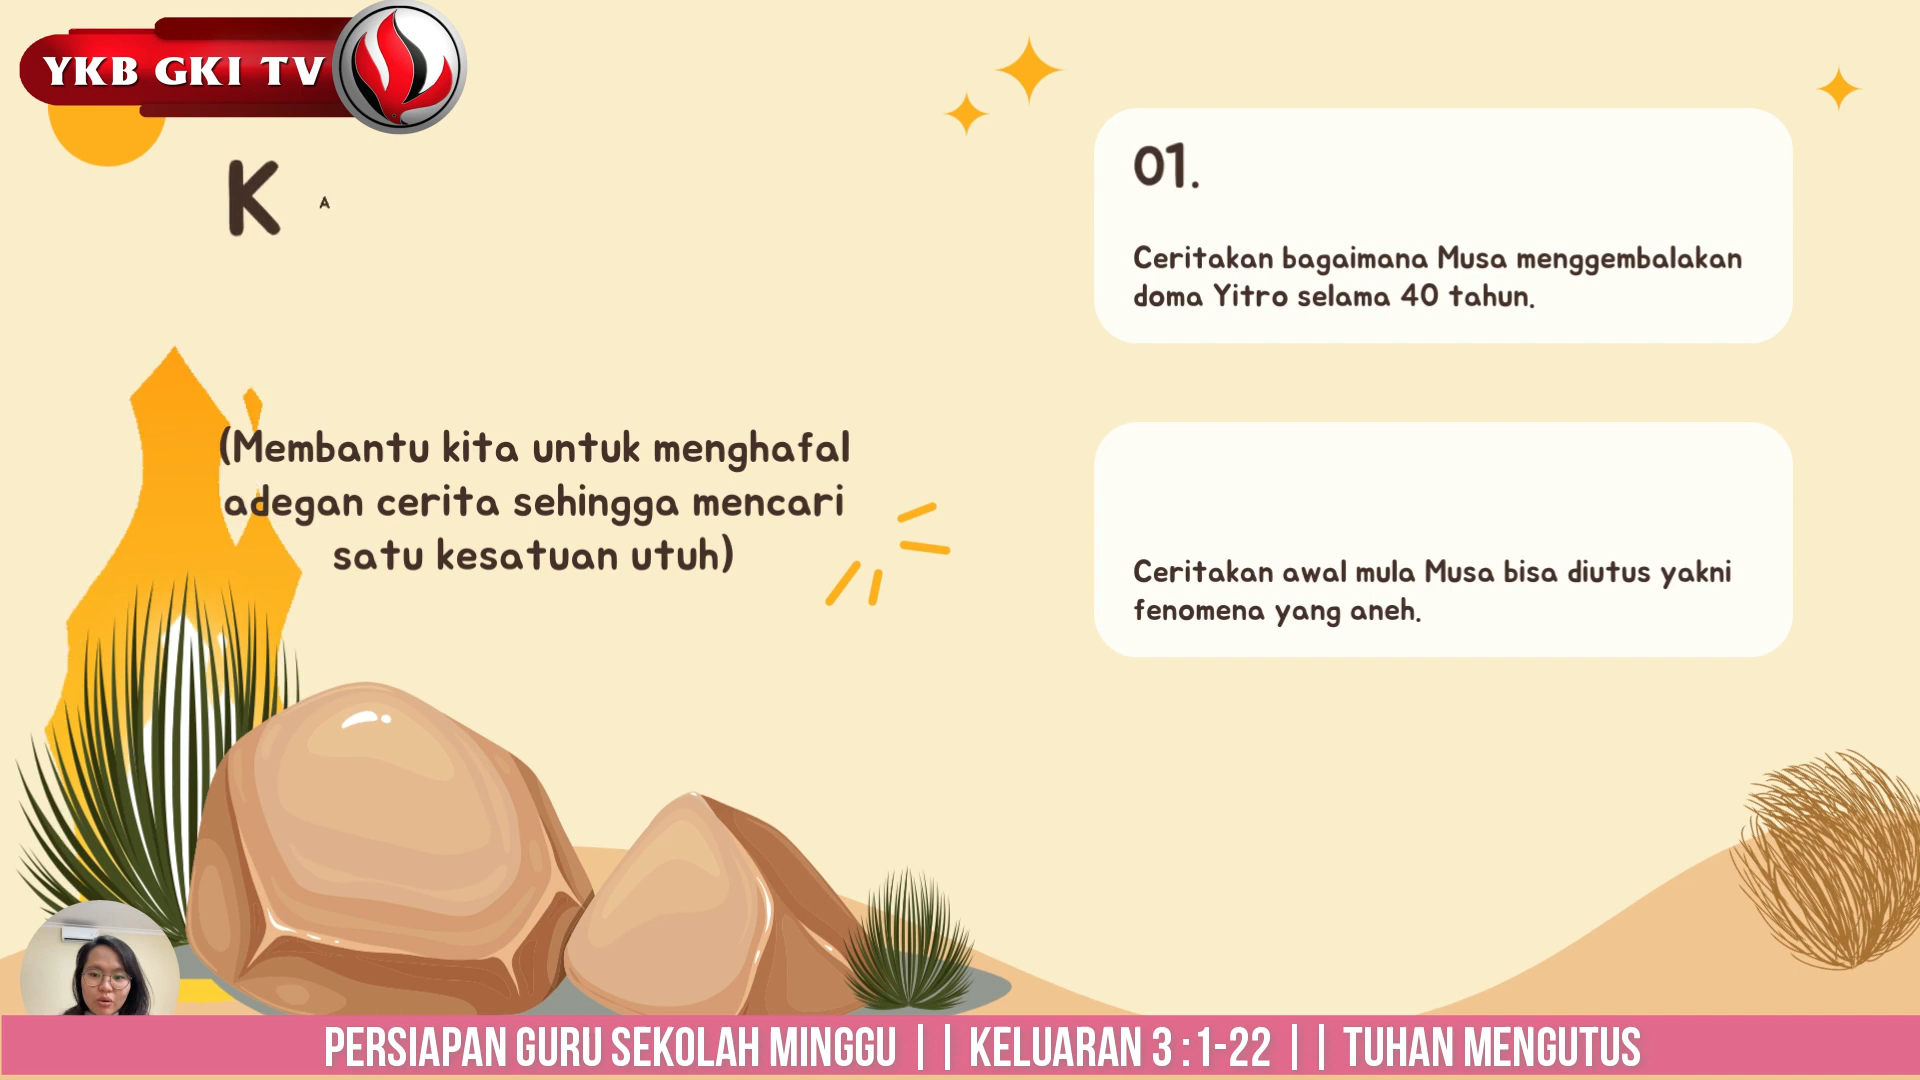 YKB GKI TV
K A
(Membantu kita untuk menghafal
adegan cerita sehingga mencari
satu kesatuan utuh)
01.
Ceritakan bagaimana Musa menggembalakan
doma Yitro selama 40 tahun.
Ceritakan awal mula Musa bisa diutus yakni
fenomena yang aneh.
PERSIAPAN GURU SEKOLAH MINGGU || KELUARAN 3 :1-22 || TUHAN MENGUTUS